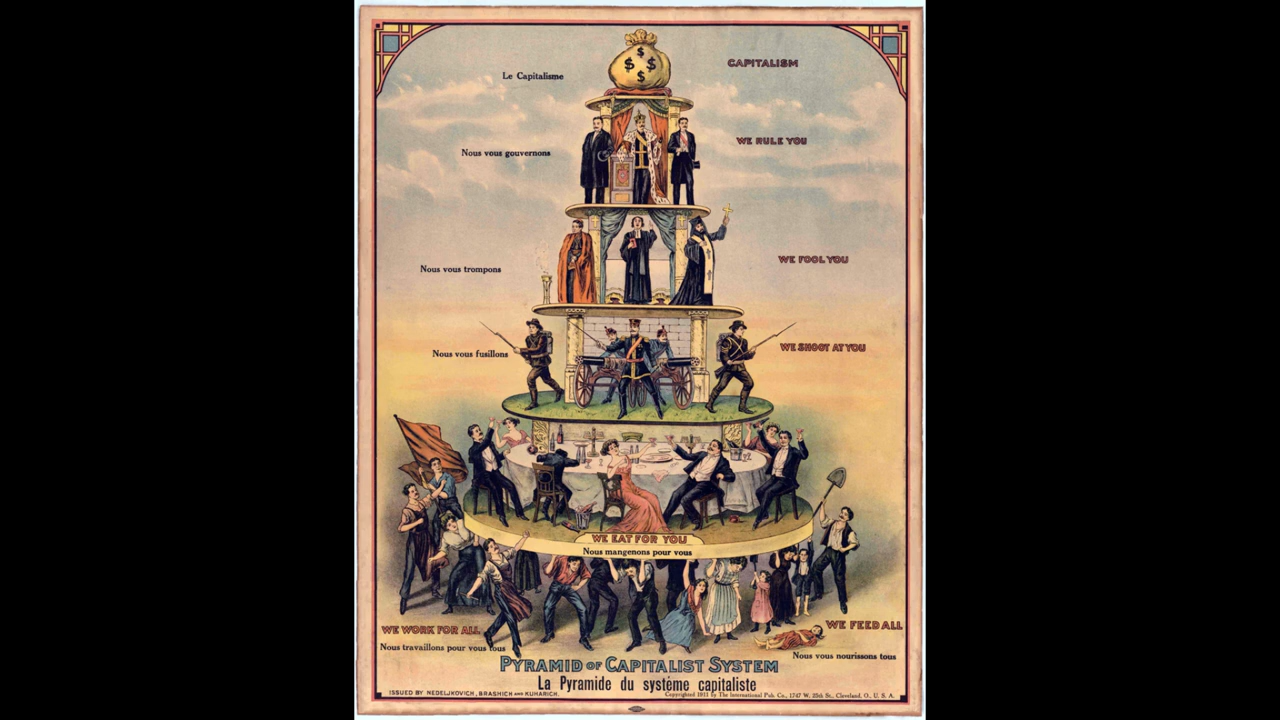 Le Capitalisme
CAPITALISM
Nous vous gouvernons
WE RULE YOU
Nous vous trompons
WE FOOL YOU
Nous vous fusillons
WE SHOOT AT YOU
WE EAT FOR YOU
Nous mangenons pour vous
WE WORK FOR ALL
Nous travaillons pour vous tous
WE FEED ALL
Nous vous nourissons tous
PYRAMID OF CAPITALIST SYSTEM
La Pyramide du système capitaliste
ISSUED BY NEDELJKOVICH, BRASHICH AND KUHARICH.
Copyrighted 1911 by The International Pub. Co., 1747 W. 25th St., Cleveland, O., U. S. A.
$ $ $ $